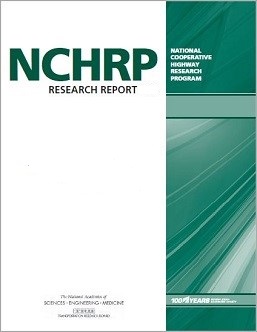 NCHRP
RESEARCH REPORT
NATIONAL
COOPERATIVE
HIGHWAY
RESEARCH
PROGRAM
The National Academies of
SCIENCES • ENGINEERING • MEDICINE
TRANSPORTATION RESEARCH BOARD
100 YEARS